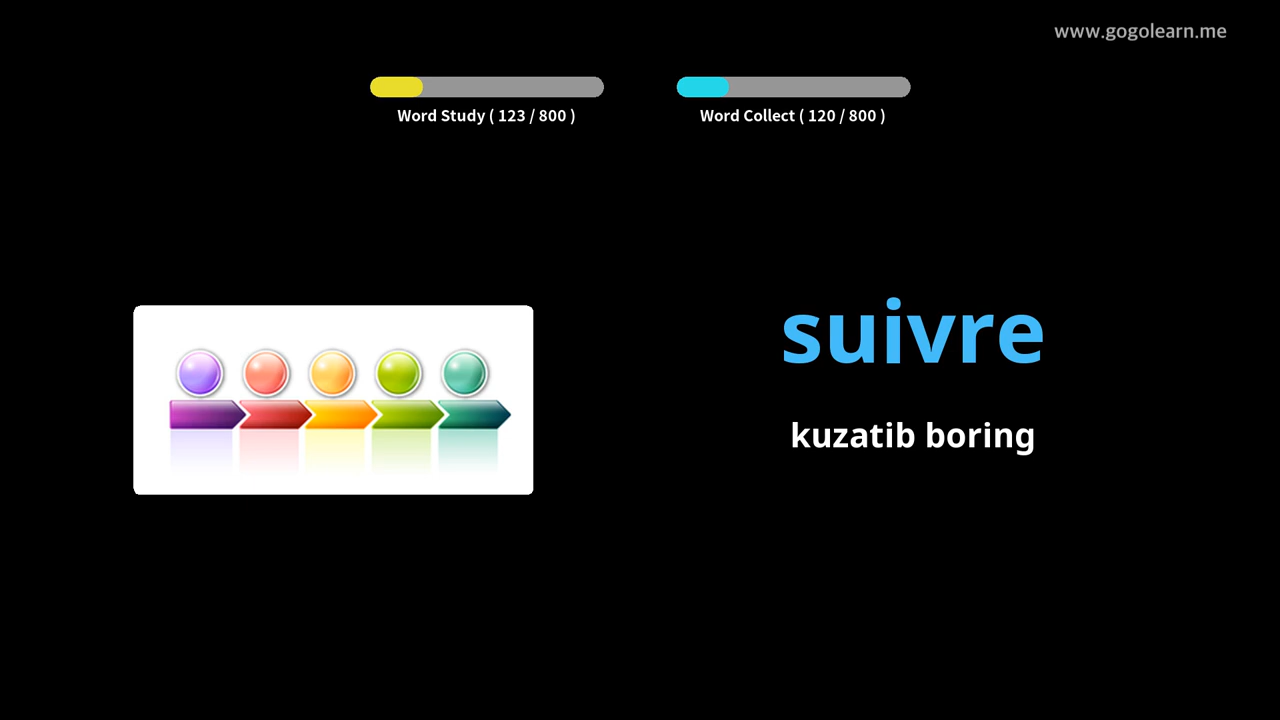 www.gogolearn.me
Word Study ( 123 / 800 )
Word Collect ( 120 / 800 )
suivre
kuzatib boring